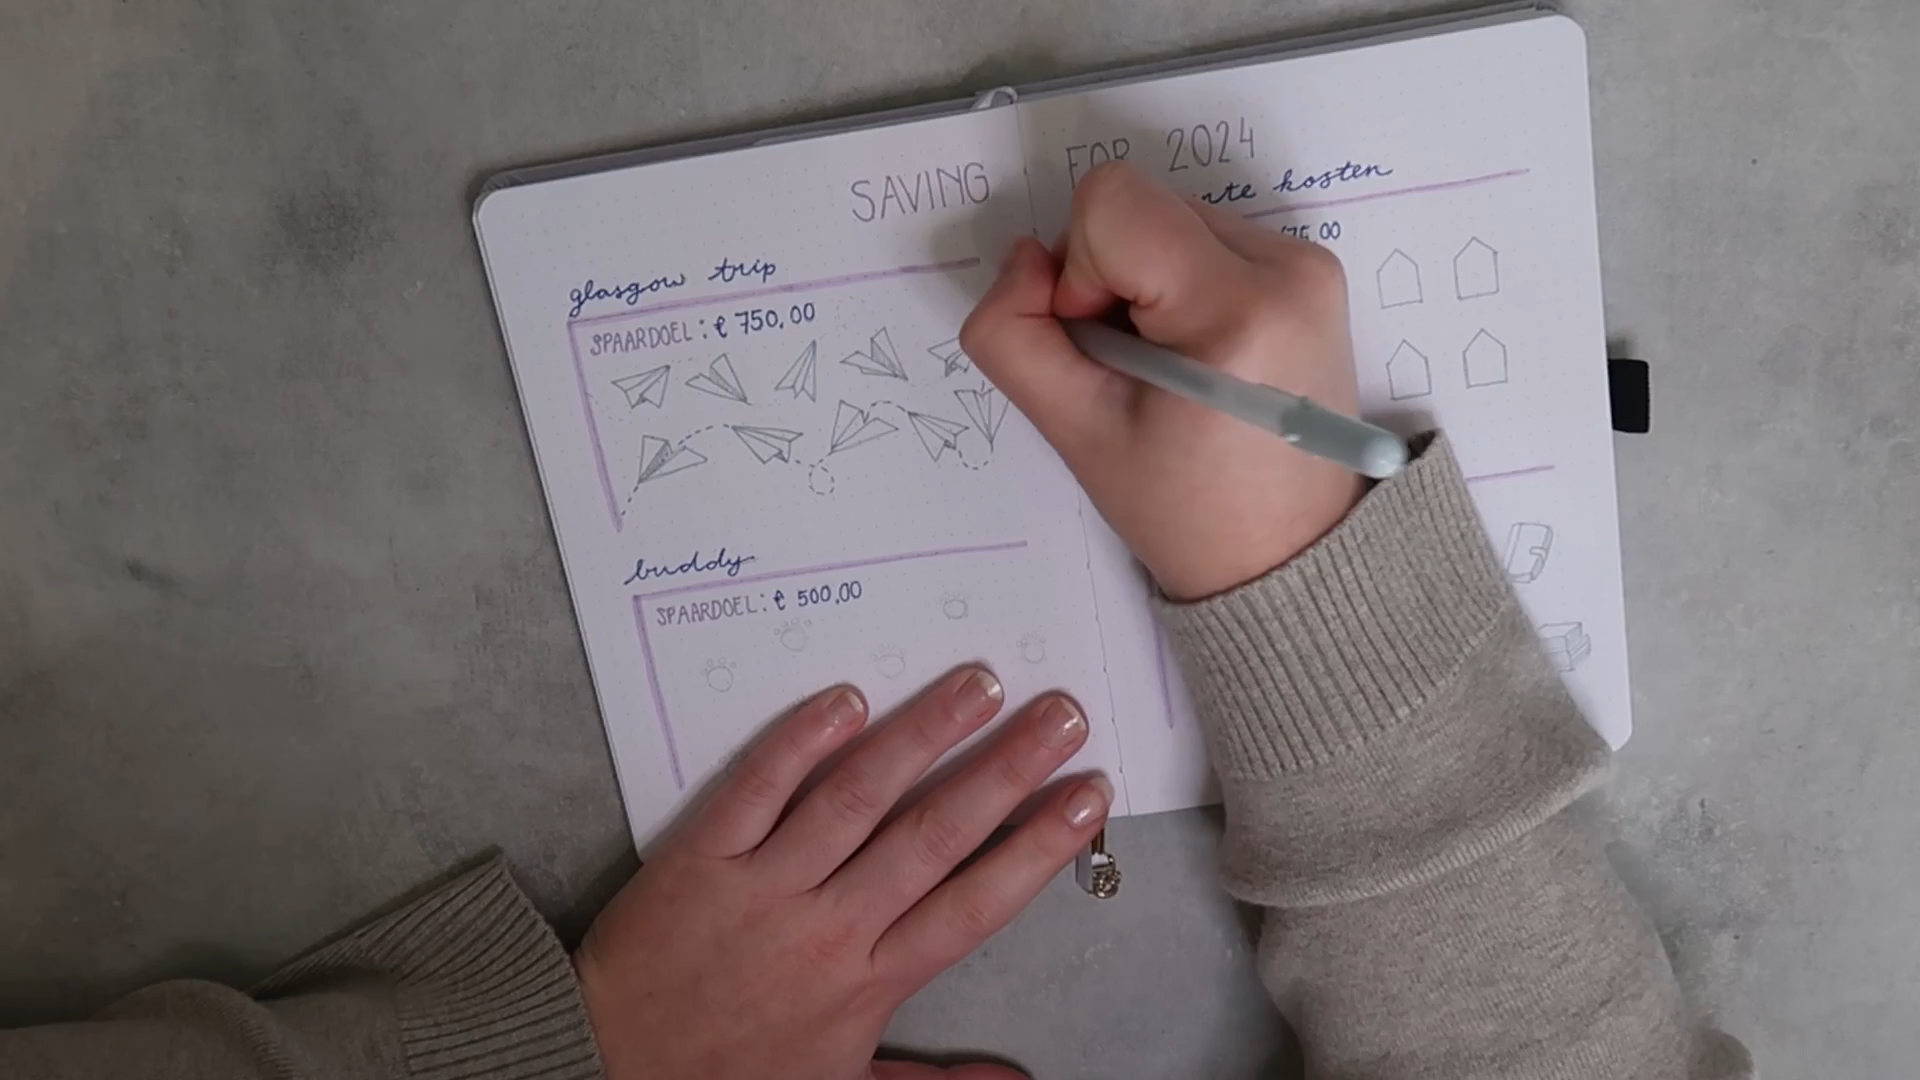 SAVING FOR 2024
glasgow trip
SPAARDOEL: € 750,00
buddy
SPAARDOEL: € 500,00
kosten